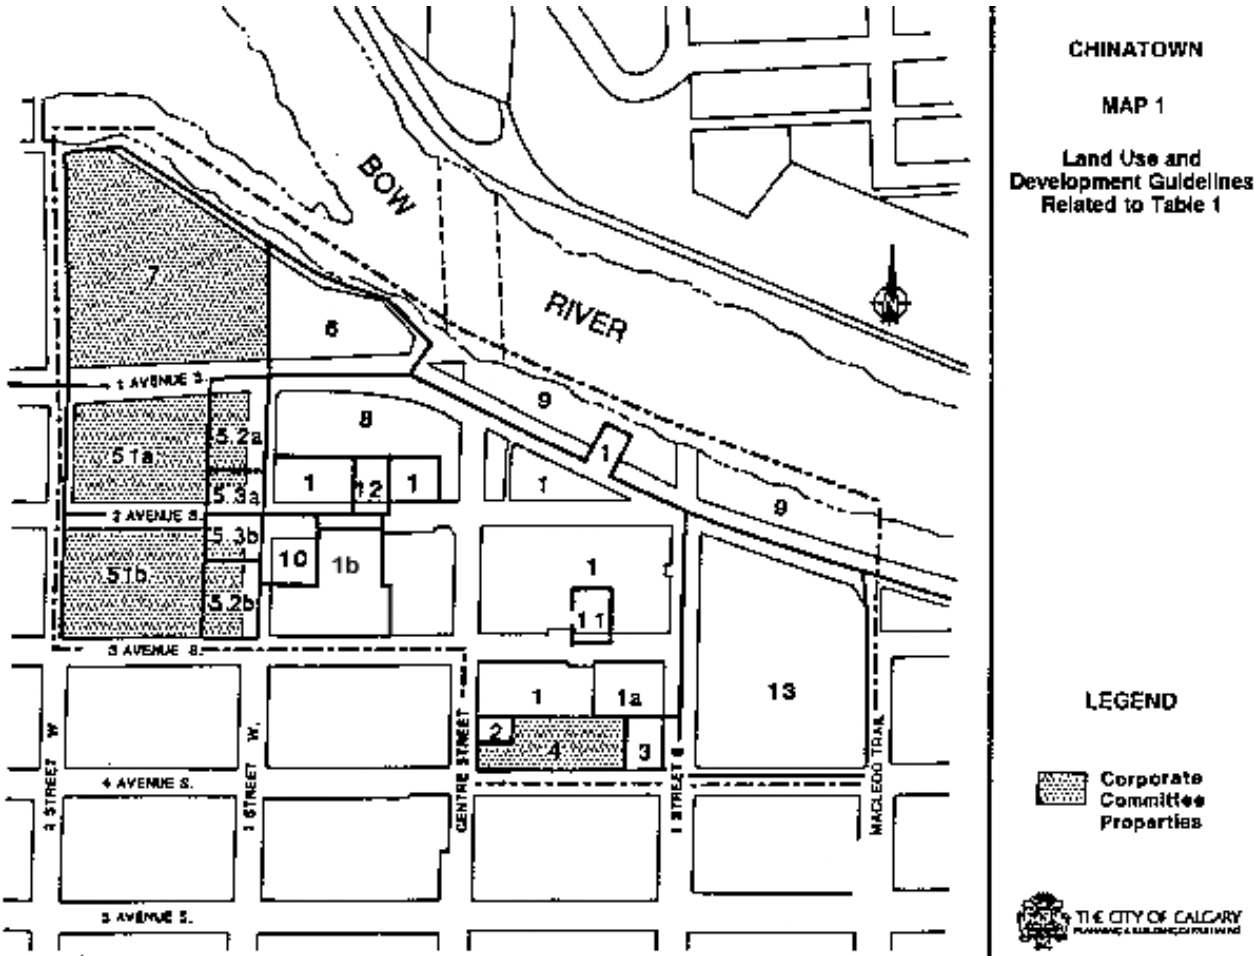 CHINATOWN
MAP 1
Land Use and
Development Guidelines
Related to Table 1
BOW
RIVER
N
7
6
1 AVENUE S.
9
8
5.2a
5.1a
1
1
12
1
1
5.3a
9
2 AVENUE S.
5.3b
10
1b
1
5.1b
5.2b
11
3 AVENUE S.
1
1a
13
2
4
3
2 STREET W
1 STREET W.
CENTRE STREET
1 STREET E
MACLEOD TRAIL
4 AVENUE S.
5 AVENUE S.
LEGEND
Corporate
Committee
Properties
THE CITY OF CALGARY
PLANNING & BUILDING DEPARTMENT